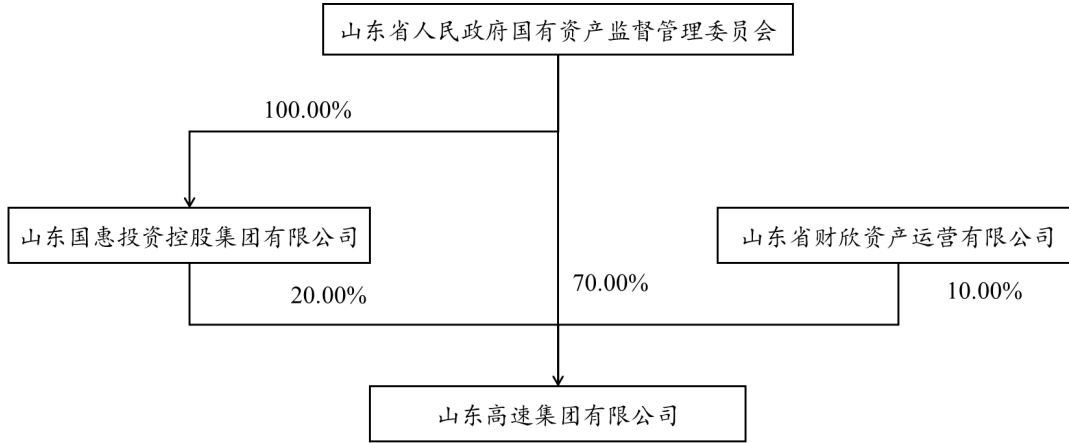 山东省人民政府国有资产监督管理委员会
100.00%
山东国惠投资控股集团有限公司
山东省财欣资产运营有限公司
20.00%
70.00%
10.00%
山东高速集团有限公司